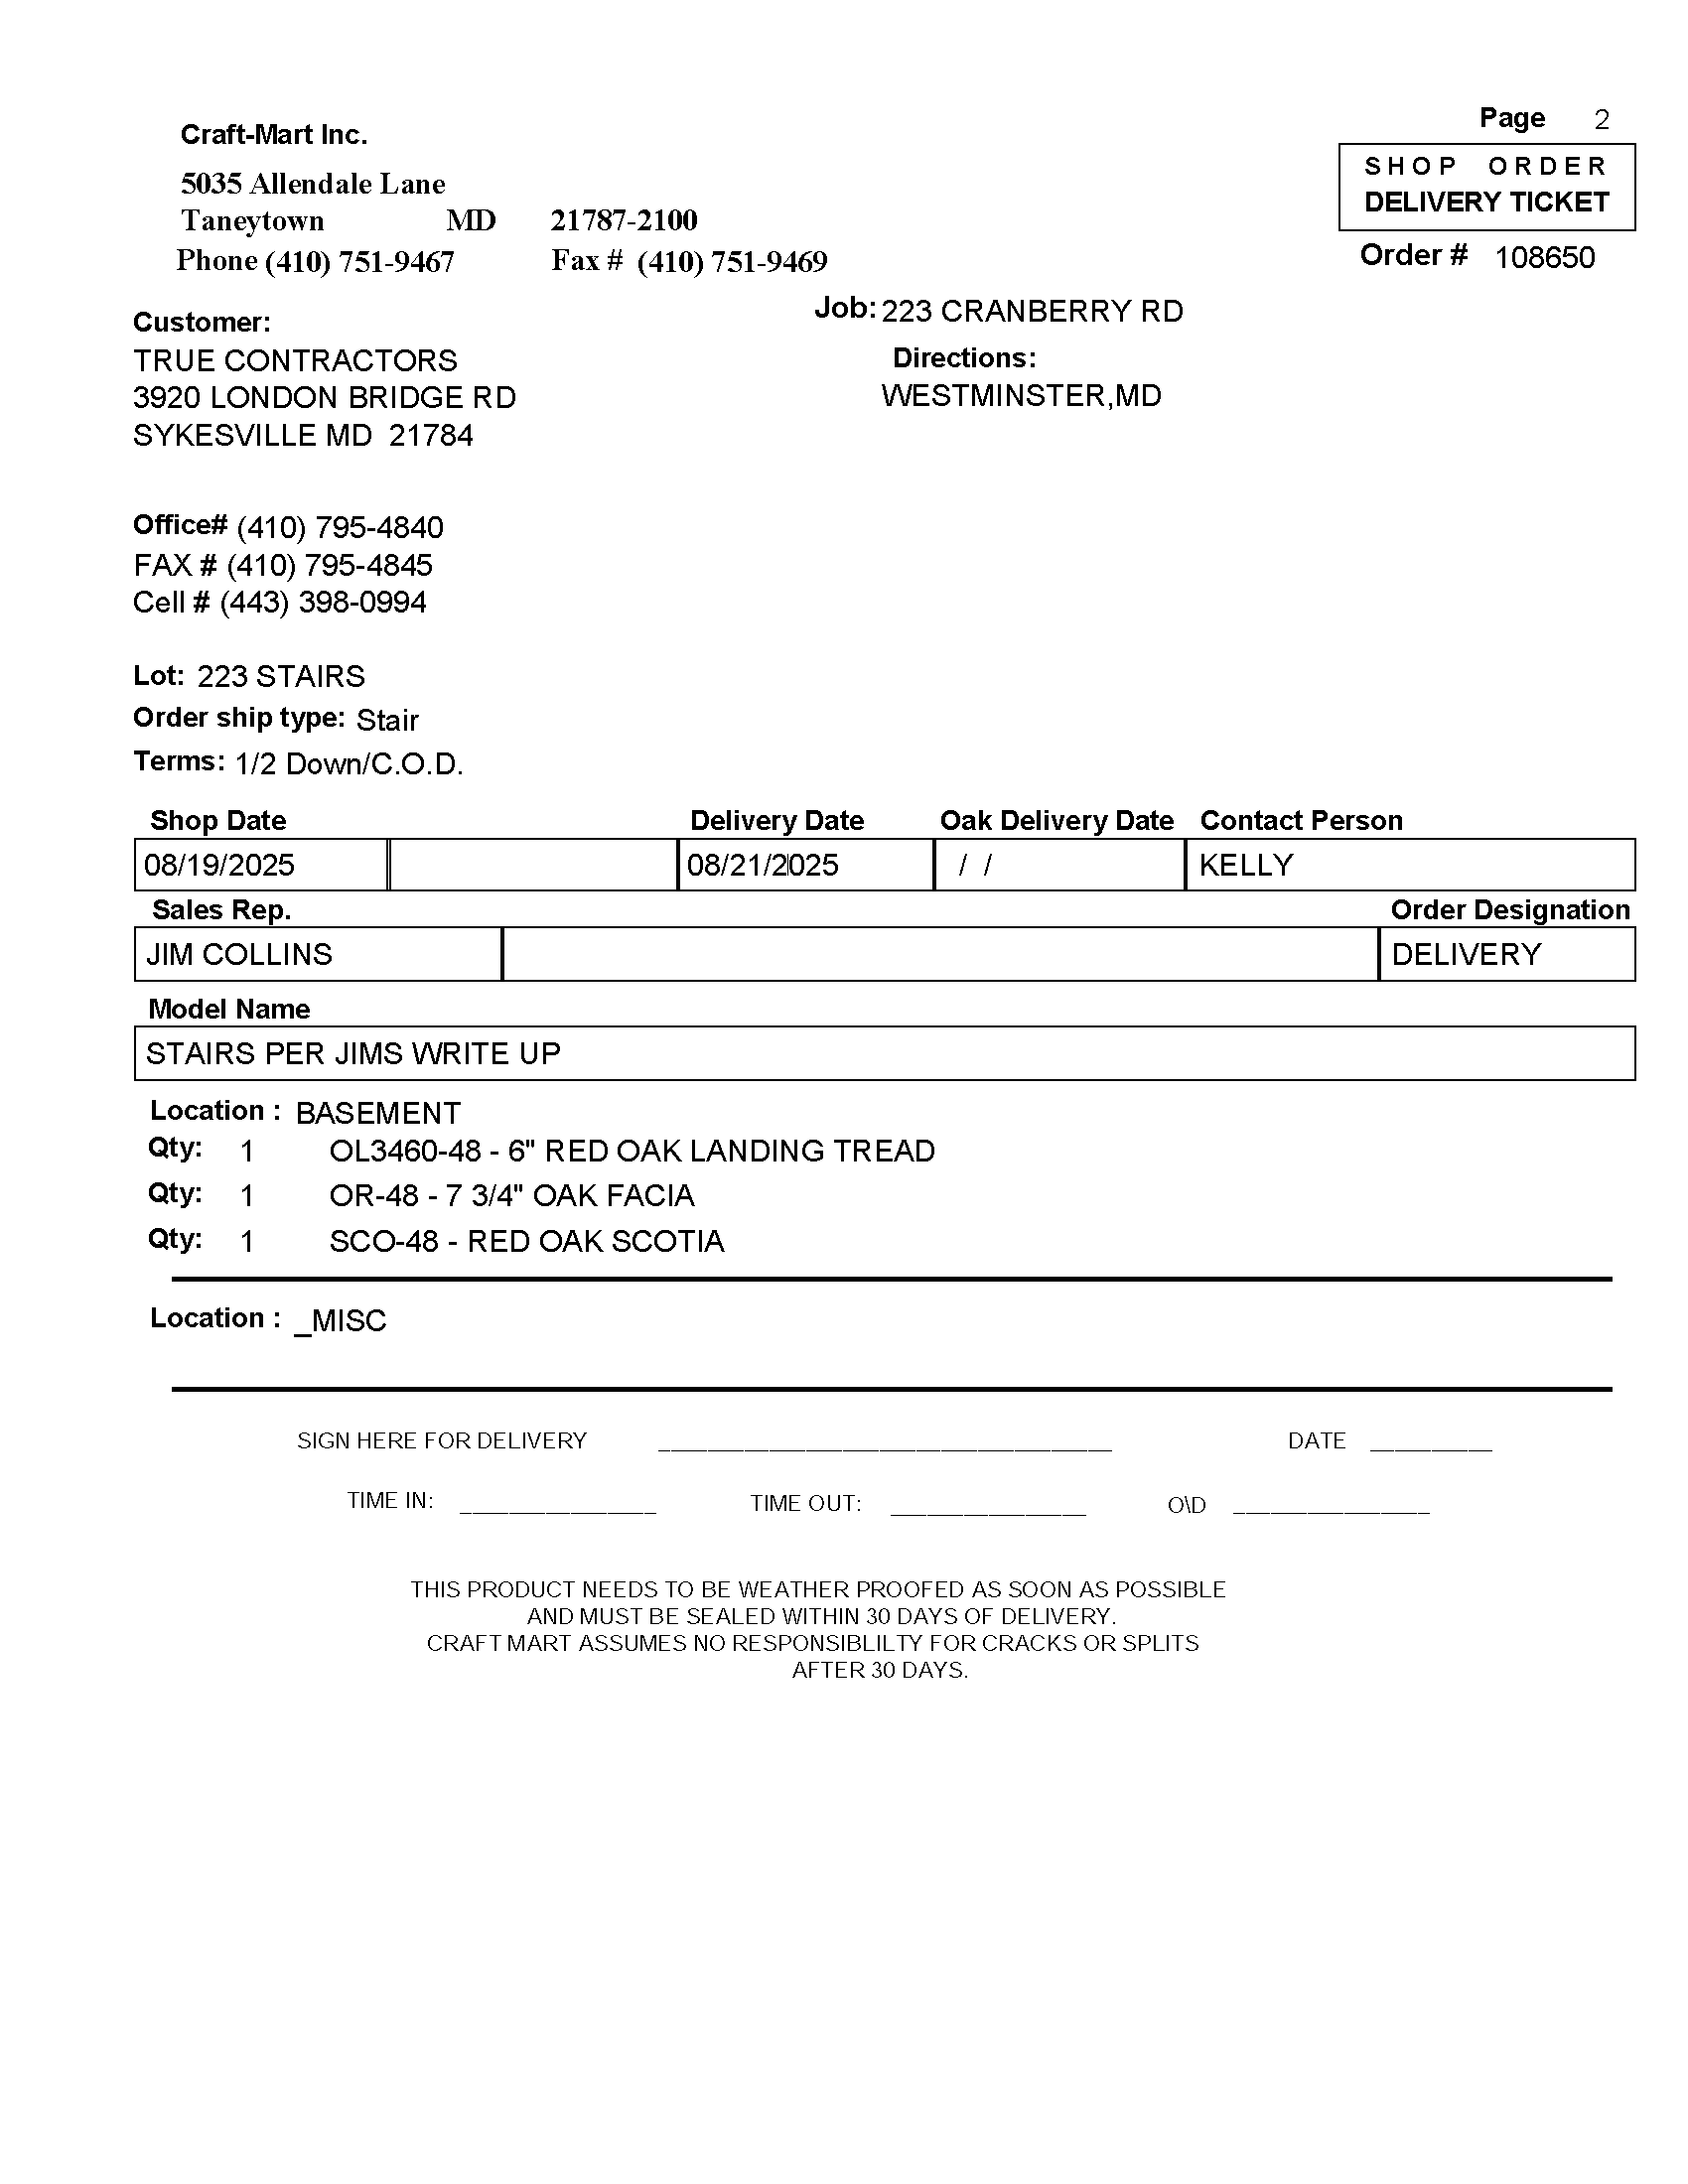 Page 2
Craft-Mart Inc.
SHOP ORDER
DELIVERY TICKET
5035 Allendale Lane
Taneytown MD 21787-2100
Phone (410) 751-9467 Fax # (410) 751-9469
Order # 108650
Job: 223 CRANBERRY RD
Customer:
TRUE CONTRACTORS
3920 LONDON BRIDGE RD
SYKESVILLE MD 21784
Directions:
WESTMINSTER,MD
Office# (410) 795-4840
FAX # (410) 795-4845
Cell # (443) 398-0994
Lot: 223 STAIRS
Order ship type: Stair
Terms: 1/2 Down/C.O.D.
Shop Date Delivery Date Oak Delivery Date Contact Person
08/19/2025 08/21/2025 / / KELLY
Sales Rep. Order Designation
JIM COLLINS DELIVERY
Model Name
STAIRS PER JIMS WRITE UP
Location : BASEMENT
Qty: 1 OL3460-48 - 6" RED OAK LANDING TREAD
Qty: 1 OR-48 - 7 3/4" OAK FACIA
Qty: 1 SCO-48 - RED OAK SCOTIA
Location : _MISC
SIGN HERE FOR DELIVERY _____________________________________ DATE __________
TIME IN: ________________ TIME OUT: ________________ O\D ________________
THIS PRODUCT NEEDS TO BE WEATHER PROOFED AS SOON AS POSSIBLE
AND MUST BE SEALED WITHIN 30 DAYS OF DELIVERY.
CRAFT MART ASSUMES NO RESPONSIBLILTY FOR CRACKS OR SPLITS
AFTER 30 DAYS.